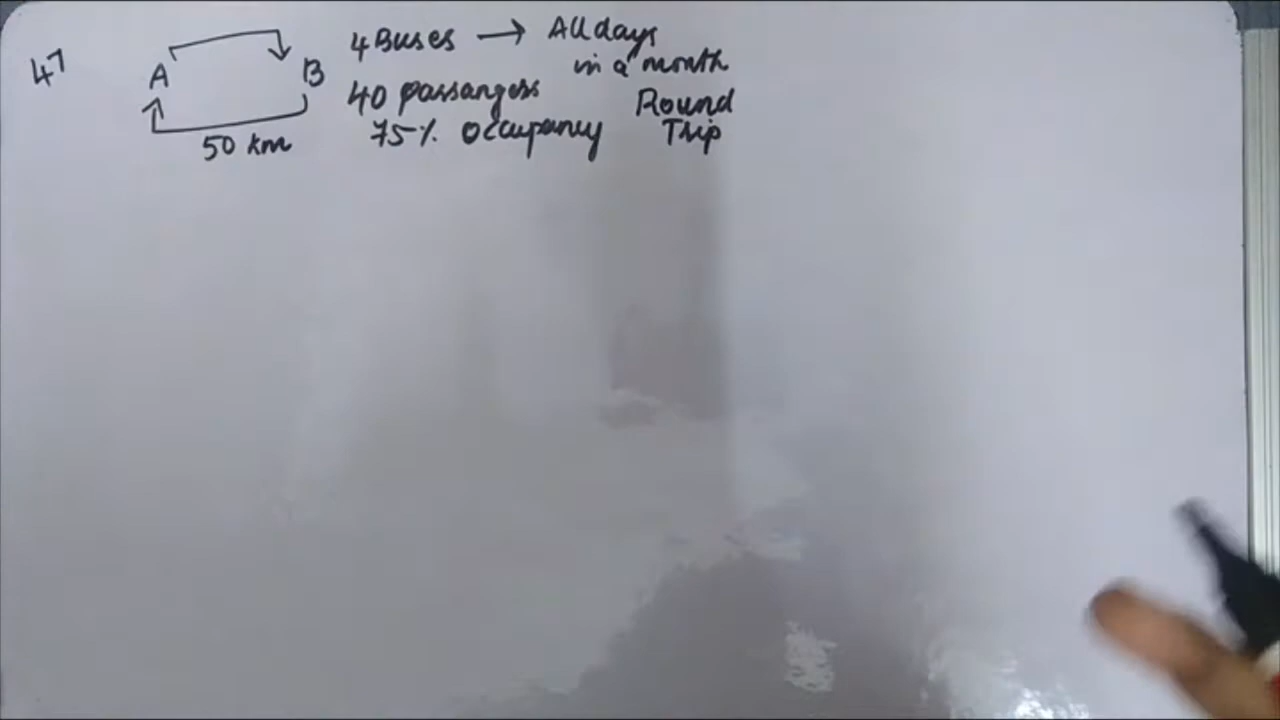 47
A B
50 km
4 Buses → All days
in a month
40 passangers Round
75% occupancy Trip